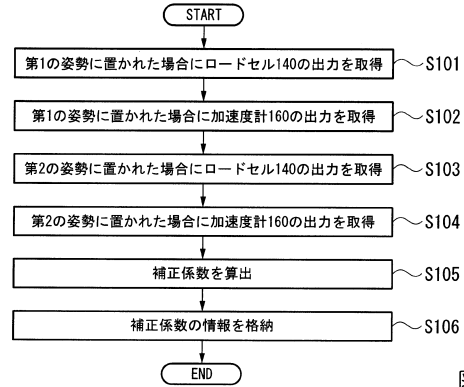 START
第1の姿勢に置かれた場合にロードセル140の出力を取得
S101
第1の姿勢に置かれた場合に加速度計160の出力を取得
S102
第2の姿勢に置かれた場合にロードセル140の出力を取得
S103
第2の姿勢に置かれた場合に加速度計160の出力を取得
S104
補正係数を算出
S105
補正係数の情報を格納
S106
END